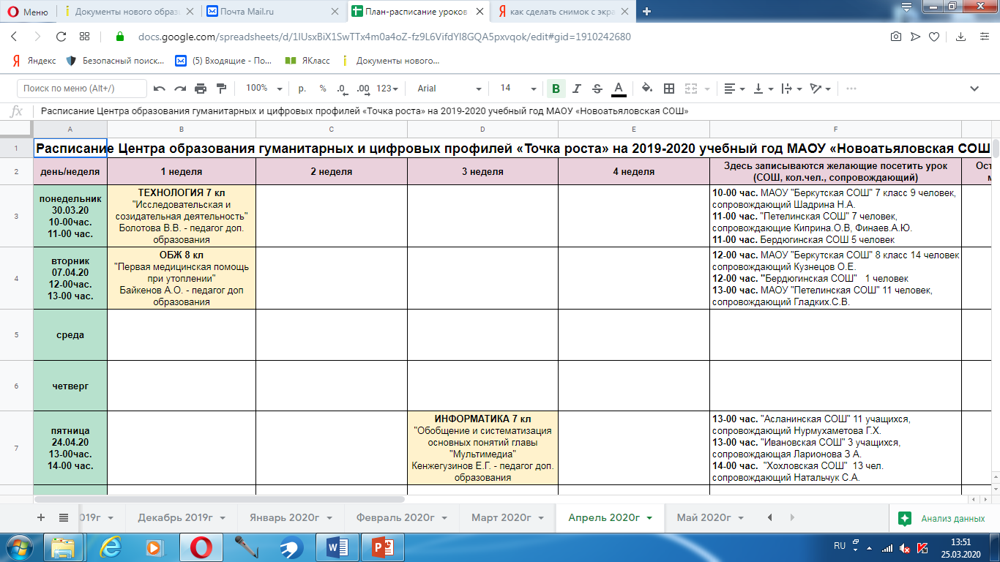 Меню
Документы нового образ
Почта Mail.ru
План-расписание уроков
как сделать снимок с экра
docs.google.com/spreadsheets/d/1IUsxBiX1SwTTx4m0a4oZ-fz9L6VifdYI8GQA5pxvqok/edit#gid=1910242680
Яндекс
Безопасный поиск...
(5) Входящие - По...
ЯКласс
Документы нового...
Поиск по меню (Alt+/)
100%
р.
%
.0
.00
123
Arial
14
B
I
S
A
fx
Расписание Центра образования гуманитарных и цифровых профилей «Точка роста» на 2019-2020 учебный год МАОУ «Новоатьяловская СОШ»
A B C D E F
1
Расписание Центра образования гуманитарных и цифровых профилей «Точка роста» на 2019-2020 учебный год МАОУ «Новоатьяловская СОШ
2
день/неделя
1 неделя
2 неделя
3 неделя
4 неделя
Здесь записываются желающие посетить урок
(СОШ, кол.чел., сопровождающий)
Ост
м
3
понедельник
30.03.20
10-00час.
11-00 час.
ТЕХНОЛОГИЯ 7 кл
"Исследовательская и
созидательная деятельность"
Болотова В.В. - педагог доп.
образования
10-00 час. МАОУ "Беркутская СОШ" 7 класс 9 человек,
сопровождающий Шадрина Н.А.
11-00 час. "Петелинская СОШ" 7 человек,
сопровождающие Киприна.О.В, Финаев.А.Ю.
11-00 час. Бердюгинская СОШ 5 человек
4
вторник
07.04.20
12-00час.
13-00 час.
ОБЖ 8 кл
"Первая медицинская помощь
при утоплении"
Байкенов А.О. - педагог доп
образования
12-00 час. МАОУ "Беркутская СОШ" 8 класс 14 человек
сопровождающий Кузнецов О.Е.
12-00 час. "Бердюгинская СОШ" 1 человек
13-00 час. МАОУ "Петелинская СОШ" 11 человек,
сопровождающий Гладких.С.В.
5
среда
6
четверг
7
пятница
24.04.20
13-00час.
14-00 час.
ИНФОРМАТИКА 7 кл
"Обобщение и систематизация
основных понятий главы
"Мультимедиа"
Кенжегузинов Е.Г. - педагог доп.
образования
13-00 час. "Асланинская СОШ" 11 учащихся,
сопровождающий Нурмухаметова Г.Х.
13-00 час. "Ивановская СОШ" 3 учащихся,
сопровождающая Ларионова З А.
14-00 час. "Хохловская СОШ" 13 чел.
сопровождающий Натальчук С.А.
019г
Декабрь 2019г
Январь 2020г
Февраль 2020г
Март 2020г
Апрель 2020г
Май 2020г
Анализ данных
RU
13:51
25.03.2020